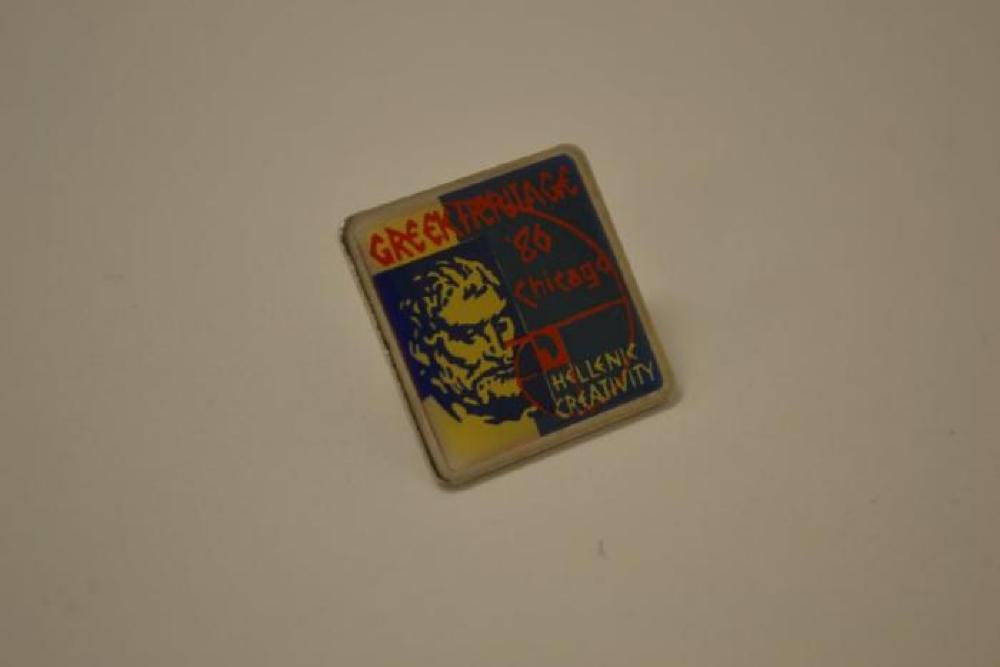 GREEK HERITAGE
'86
Chicago
HELLENIC
CREATIVITY